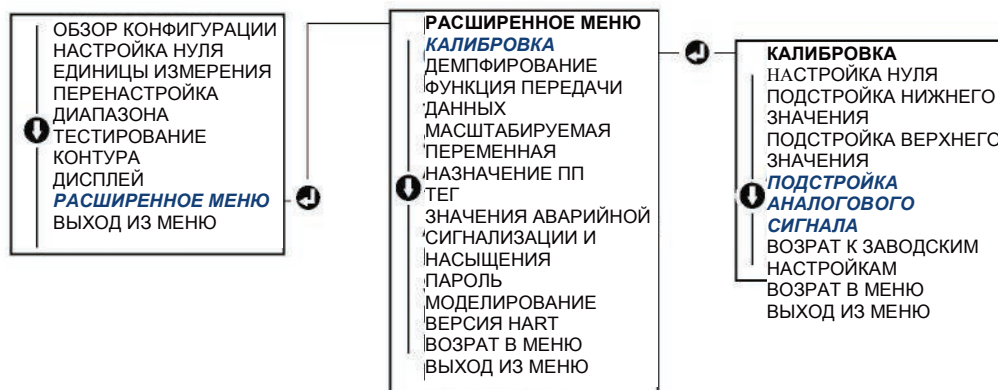 ОБЗОР КОНФИГУРАЦИИ
НАСТРОЙКА НУЛЯ
ЕДИНИЦЫ ИЗМЕРЕНИЯ
ПЕРЕНАСТРОЙКА
ДИАПАЗОНА
ТЕСТИРОВАНИЕ
КОНТУРА
ДИСПЛЕЙ
РАСШИРЕННОЕ МЕНЮ
ВЫХОД ИЗ МЕНЮ
РАСШИРЕННОЕ МЕНЮ
КАЛИБРОВКА
ДЕМПФИРОВАНИЕ
ФУНКЦИЯ ПЕРЕДАЧИ
ДАННЫХ
МАСШТАБИРУЕМАЯ
ПЕРЕМЕННАЯ
НАЗНАЧЕНИЕ ПП
ТЕГ
ЗНАЧЕНИЯ АВАРИЙНОЙ
СИГНАЛИЗАЦИИ И
НАСЫЩЕНИЯ
ПАРОЛЬ
МОДЕЛИРОВАНИЕ
ВЕРСИЯ HART
ВОЗРАТ В МЕНЮ
ВЫХОД ИЗ МЕНЮ
КАЛИБРОВКА
НАСТРОЙКА НУЛЯ
ПОДСТРОЙКА НИЖНЕГО
ЗНАЧЕНИЯ
ПОДСТРОЙКА ВЕРХНЕГО
ЗНАЧЕНИЯ
ПОДСТРОЙКА
АНАЛОГОВОГО
СИГНАЛА
ВОЗРАТ К ЗАВОДСКИМ
НАСТРОЙКАМ
ВОЗРАТ В МЕНЮ
ВЫХОД ИЗ МЕНЮ